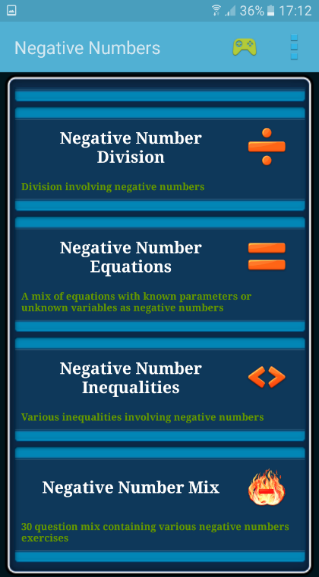 36% 17:12
Negative Numbers
Negative Number
Division
Division involving negative numbers
Negative Number
Equations
A mix of equations with known parameters or
unknown variables as negative numbers
Negative Number
Inequalities
Various inequalities involving negative numbers
Negative Number Mix
30 question mix containing various negative numbers
exercises